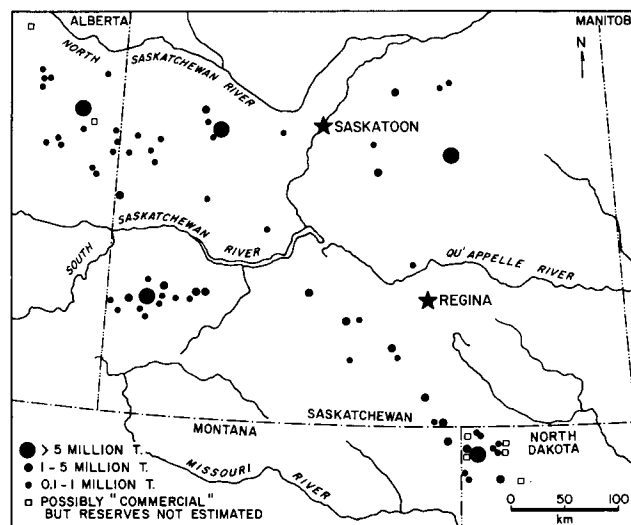 ALBERTA
MANITOB
NORTH
SASKATCHEWAN
RIVER
N
SASKATOON
SASKATCHEWAN
SOUTH
RIVER
QU'APPELLE RIVER
REGINA
SASKATCHEWAN
MONTANA
NORTH
DAKOTA
MISSOURI
RIVER
> 5 MILLION T.
1 - 5 MILLION T.
0.1 - 1 MILLION T.
POSSIBLY "COMMERCIAL"
BUT RESERVES NOT ESTIMATED
0 50 100
km